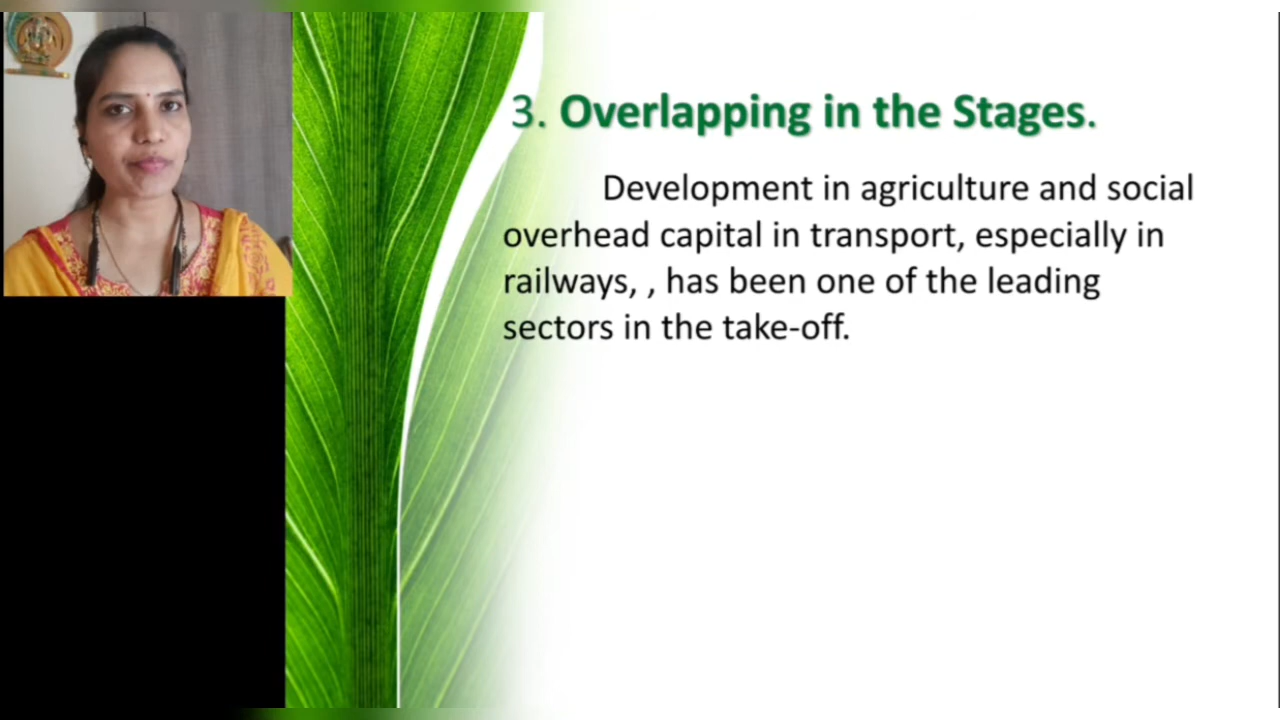 3. Overlapping in the Stages.
Development in agriculture and social
overhead capital in transport, especially in
railways, , has been one of the leading
sectors in the take-off.